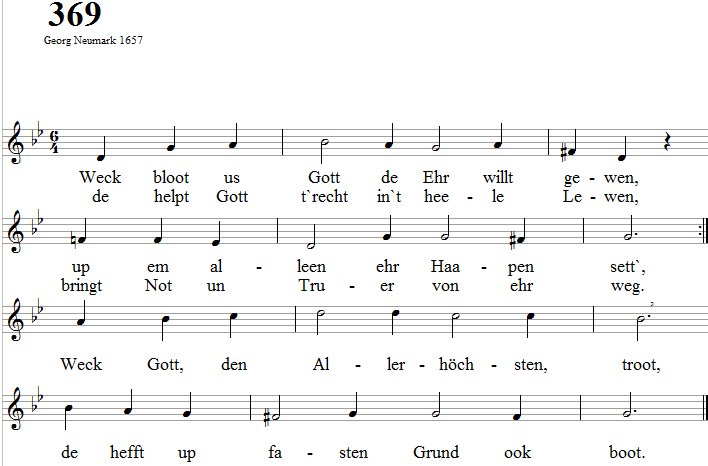 369
Georg Neumark 1657
6
4
Weck bloot us Gott de Ehr willt ge - wen,
de helpt Gott t`recht in`t hee - le Le - wen,
up em al - leen ehr Haa - pen sett`,
bringt Not un Tru - er von ehr weg.
Weck Gott, den Al - ler - höch - sten, troot,
de hefft up fa - sten Grund ook boot.